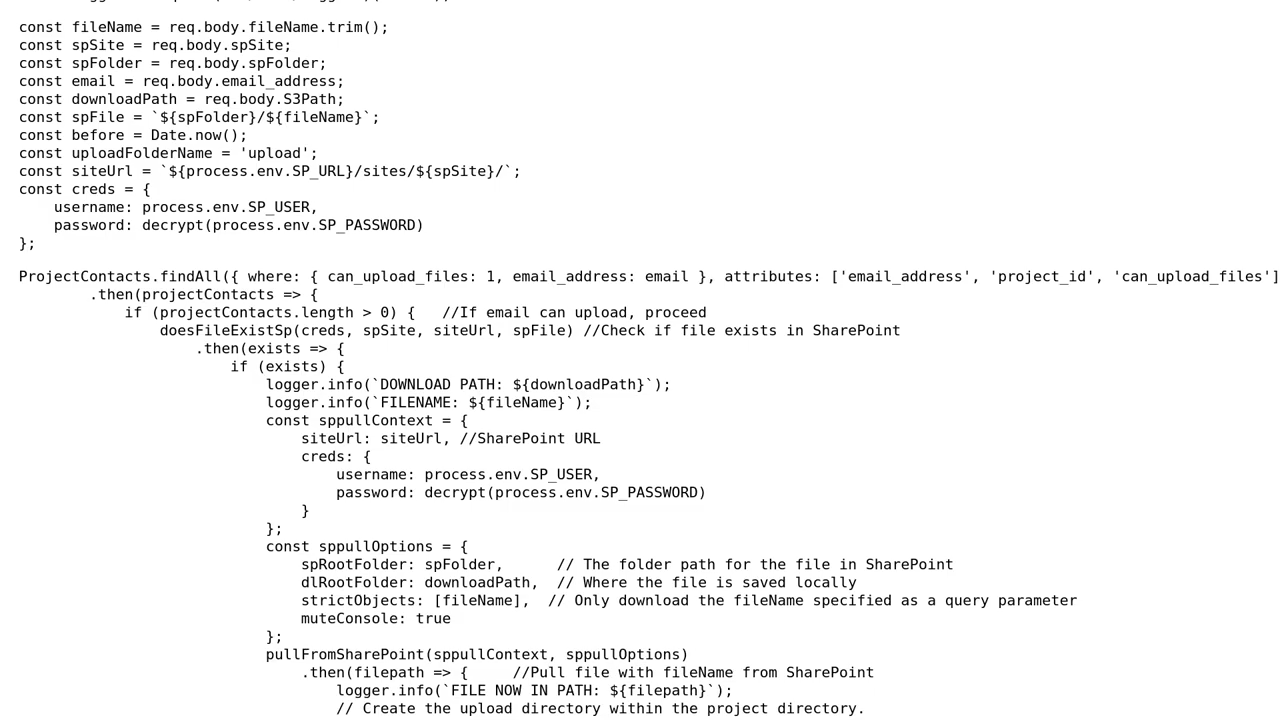 const fileName = req.body.fileName.trim();
const spSite = req.body.spSite;
const spFolder = req.body.spFolder;
const email = req.body.email_address;
const downloadPath = req.body.S3Path;
const spFile = `${spFolder}/${fileName}`;
const before = Date.now();
const uploadFolderName = 'upload';
const siteUrl = `${process.env.SP_URL}/sites/${spSite}/`;
const creds = {
    username: process.env.SP_USER,
    password: decrypt(process.env.SP_PASSWORD)
};
ProjectContacts.findAll({ where: { can_upload_files: 1, email_address: email }, attributes: ['email_address', 'project_id', 'can_upload_files']
        .then(projectContacts => {
            if (projectContacts.length > 0) {   //If email can upload, proceed
                doesFileExistSp(creds, spSite, siteUrl, spFile) //Check if file exists in SharePoint
                    .then(exists => {
                        if (exists) {
                            logger.info(`DOWNLOAD PATH: ${downloadPath}`);
                            logger.info(`FILENAME: ${fileName}`);
                            const sppullContext = {
                                siteUrl: siteUrl, //SharePoint URL
                                creds: {
                                    username: process.env.SP_USER,
                                    password: decrypt(process.env.SP_PASSWORD)
                                }
                            };
                            const sppullOptions = {
                                spRootFolder: spFolder,      // The folder path for the file in SharePoint
                                dlRootFolder: downloadPath,  // Where the file is saved locally
                                strictObjects: [fileName],  // Only download the fileName specified as a query parameter
                                muteConsole: true
                            };
                            pullFromSharePoint(sppullContext, sppullOptions)
                                .then(filepath => {     //Pull file with fileName from SharePoint
                                    logger.info(`FILE NOW IN PATH: ${filepath}`);
                                    // Create the upload directory within the project directory.